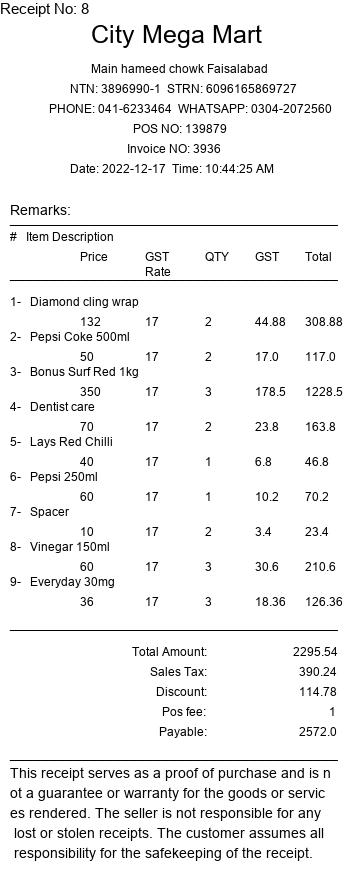 Receipt No: 8
City Mega Mart
Main hameed chowk Faisalabad
NTN: 3896990-1 STRN: 6096165869727
PHONE: 041-6233464 WHATSAPP: 0304-2072560
POS NO: 139879
Invoice NO: 3936
Date: 2022-12-17 Time: 10:44:25 AM
Remarks:
# Item Description
Price GST Rate QTY GST Total
1- Diamond cling wrap
132 17 2 44.88 308.88
2- Pepsi Coke 500ml
50 17 2 17.0 117.0
3- Bonus Surf Red 1kg
350 17 3 178.5 1228.5
4- Dentist care
70 17 2 23.8 163.8
5- Lays Red Chilli
40 17 1 6.8 46.8
6- Pepsi 250ml
60 17 1 10.2 70.2
7- Spacer
10 17 2 3.4 23.4
8- Vinegar 150ml
60 17 3 30.6 210.6
9- Everyday 30mg
36 17 3 18.36 126.36
Total Amount: 2295.54
Sales Tax: 390.24
Discount: 114.78
Pos fee: 1
Payable: 2572.0
This receipt serves as a proof of purchase and is n
ot a guarantee or warranty for the goods or servic
es rendered. The seller is not responsible for any
lost or stolen receipts. The customer assumes all
responsibility for the safekeeping of the receipt.